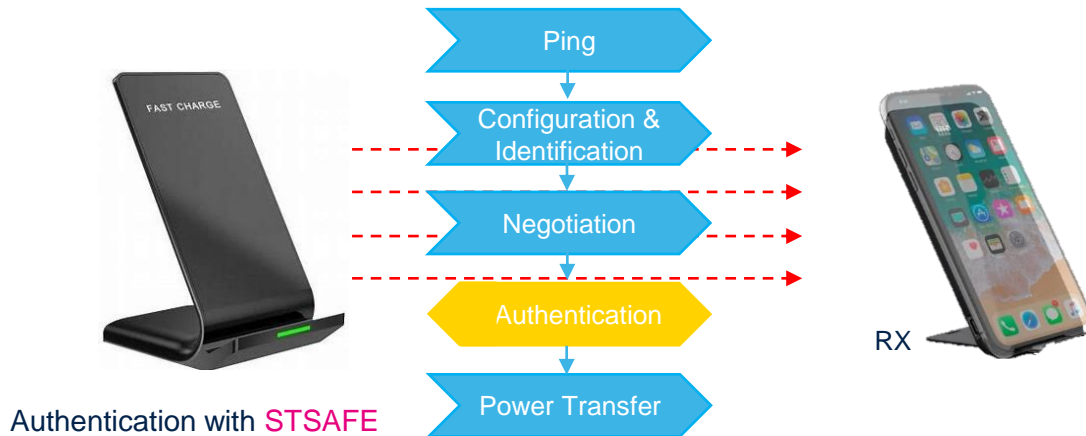 Ping
FAST CHARGE
Configuration &
Identification
Negotiation
Authentication
RX
Power Transfer
Authentication with STSAFE